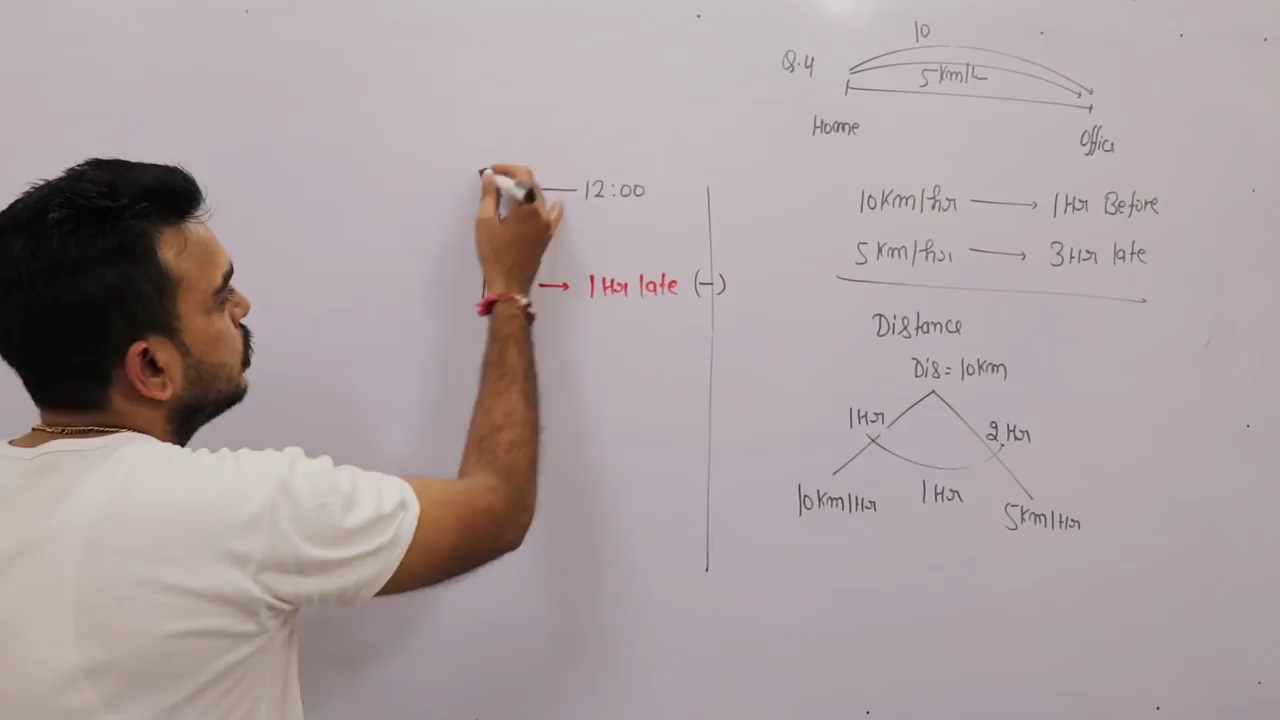 12:00
1 Hr late (-)
10
Q.4
5 km/h
Home
Office
10 Km/hr → 1 Hr Before
5 Km/hr → 3 Hr late
Distance
Dis = 10 Km
1 Hr
2 Hr
1 Hr
10 Km/Hr
5 Km/Hr